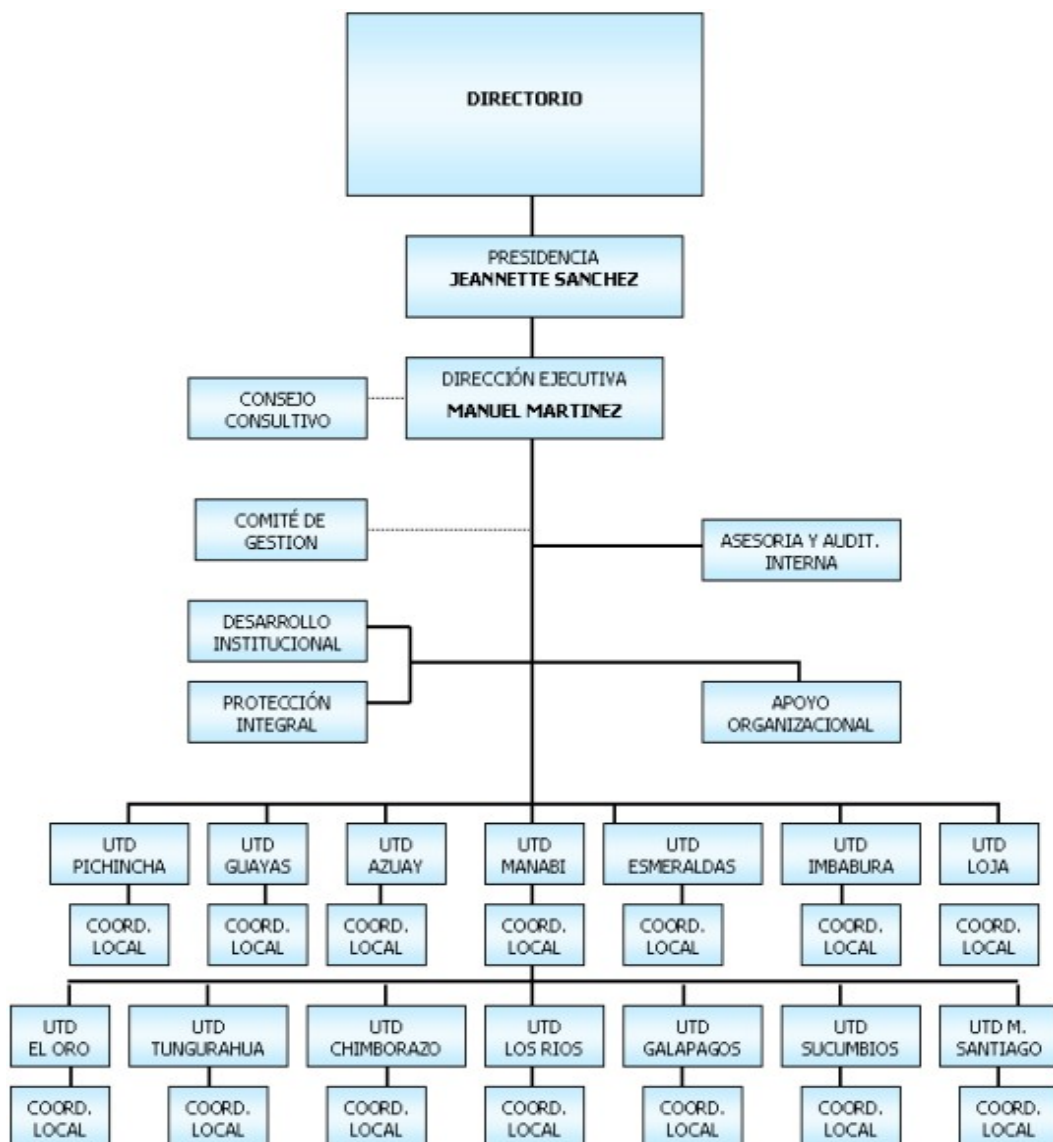 DIRECTORIO
PRESIDENCIA
JEANNETTE SANCHEZ
DIRECCIÓN EJECUTIVA
MANUEL MARTINEZ
CONSEJO
CONSULTIVO
COMITÉ DE
GESTION
ASESORIA Y AUDIT.
INTERNA
DESARROLLO
INSTITUCIONAL
PROTECCIÓN
INTEGRAL
APOYO
ORGANIZACIONAL
UTD
PICHINCHA
UTD
GUAYAS
UTD
AZUAY
UTD
MANABI
UTD
ESMERALDAS
UTD
IMBABURA
UTD
LOJA
COORD.
LOCAL
COORD.
LOCAL
COORD.
LOCAL
COORD.
LOCAL
COORD.
LOCAL
COORD.
LOCAL
COORD.
LOCAL
UTD
EL ORO
UTD
TUNGURAHUA
UTD
CHIMBORAZO
UTD
LOS RIOS
UTD
GALAPAGOS
UTD
SUCUMBIOS
UTD M.
SANTIAGO
COORD.
LOCAL
COORD.
LOCAL
COORD.
LOCAL
COORD.
LOCAL
COORD.
LOCAL
COORD.
LOCAL
COORD.
LOCAL